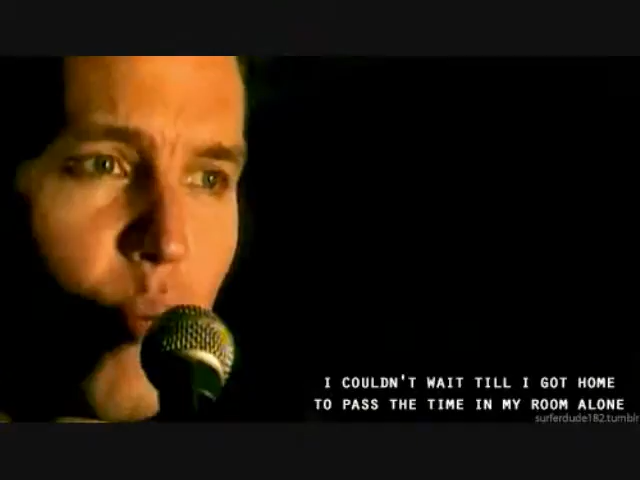 I COULDN'T WAIT TILL I GOT HOME
TO PASS THE TIME IN MY ROOM ALONE
surferdude182.tumblr